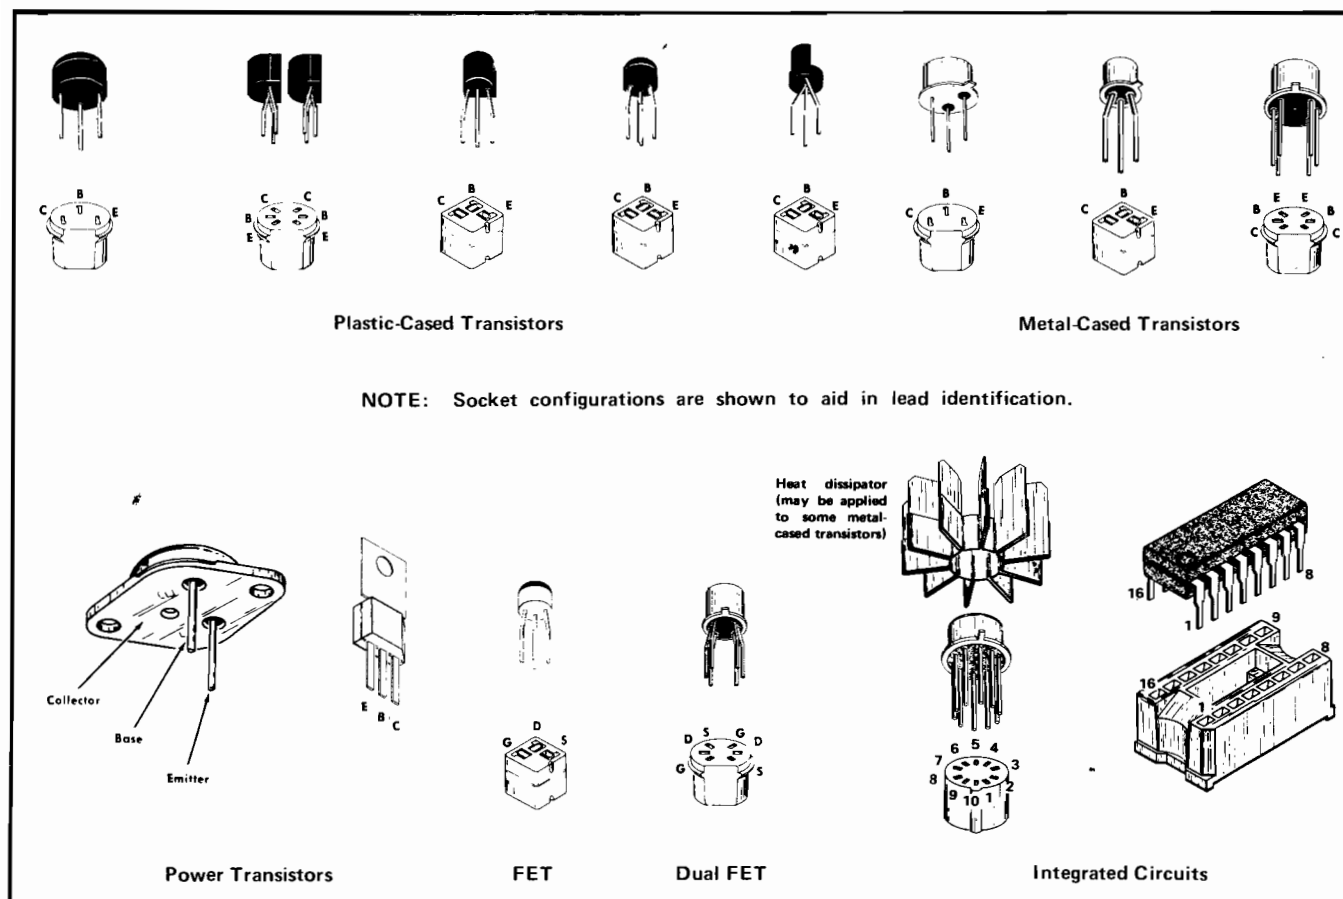 B
C E
C C
B B
E E
B
C E
B
C E
B
C E
B
C E
B
C E
E E
B B
C C
Plastic-Cased Transistors
Metal-Cased Transistors
NOTE: Socket configurations are shown to aid in lead identification.
Heat dissipator
(may be applied
to some metal-
cased transistors)
Collector
Base
Emitter
E
B
C
D
G S
S G
D D
G S
5
6 4
7 3
8 2
9 10 1
16
8
1
9
8
16
1
Power Transistors
FET
Dual FET
Integrated Circuits